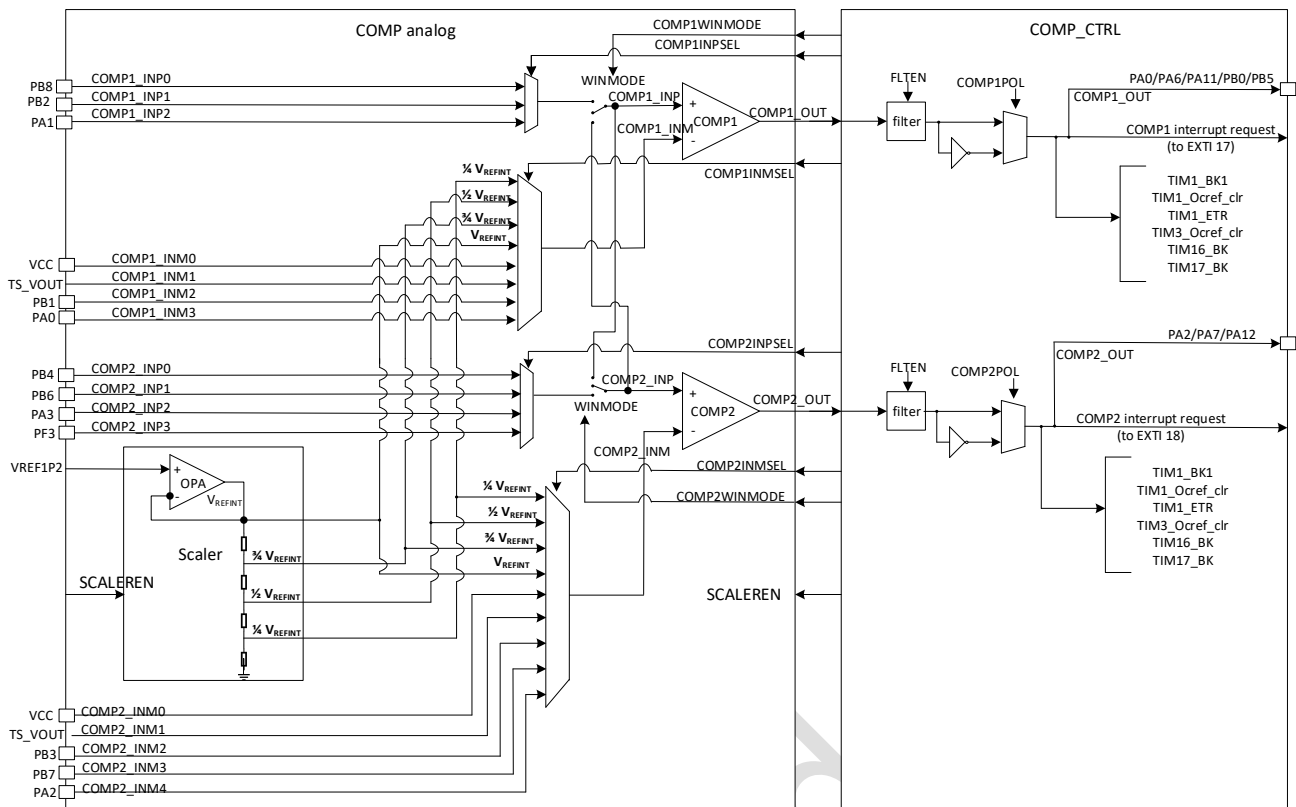 COMP analog
COMP_CTRL
COMP1WINMODE
COMP1INPSEL
WINMODE
PB8 COMP1_INP0
PB2 COMP1_INP1
PA1 COMP1_INP2
COMP1_INP
COMP1_INM
+
-
COMP1
COMP1_OUT
FLTEN
filter
COMP1POL
PA0/PA6/PA11/PB0/PB5
COMP1_OUT
COMP1 interrupt request
(to EXTI 17)
COMP1INMSEL
TIM1_BK1
TIM1_Ocref_clr
TIM1_ETR
TIM3_Ocref_clr
TIM16_BK
TIM17_BK
¼ VREFINT
½ VREFINT
¾ VREFINT
VREFINT
VCC COMP1_INM0
TS_VOUT COMP1_INM1
PB1 COMP1_INM2
PA0 COMP1_INM3
COMP2INPSEL
PB4 COMP2_INP0
PB6 COMP2_INP1
PA3 COMP2_INP2
PF3 COMP2_INP3
COMP2_INP
WINMODE
+
-
COMP2
COMP2_OUT
COMP2_INM
FLTEN
filter
COMP2POL
PA2/PA7/PA12
COMP2_OUT
COMP2 interrupt request
(to EXTI 18)
COMP2INMSEL
COMP2WINMODE
TIM1_BK1
TIM1_Ocref_clr
TIM1_ETR
TIM3_Ocref_clr
TIM16_BK
TIM17_BK
VREF1P2
+
-
OPA
VREFINT
Scaler
¾ VREFINT
½ VREFINT
¼ VREFINT
SCALEREN
¼ VREFINT
½ VREFINT
¾ VREFINT
VREFINT
SCALEREN
VCC COMP2_INM0
TS_VOUT COMP2_INM1
PB3 COMP2_INM2
PB7 COMP2_INM3
PA2 COMP2_INM4